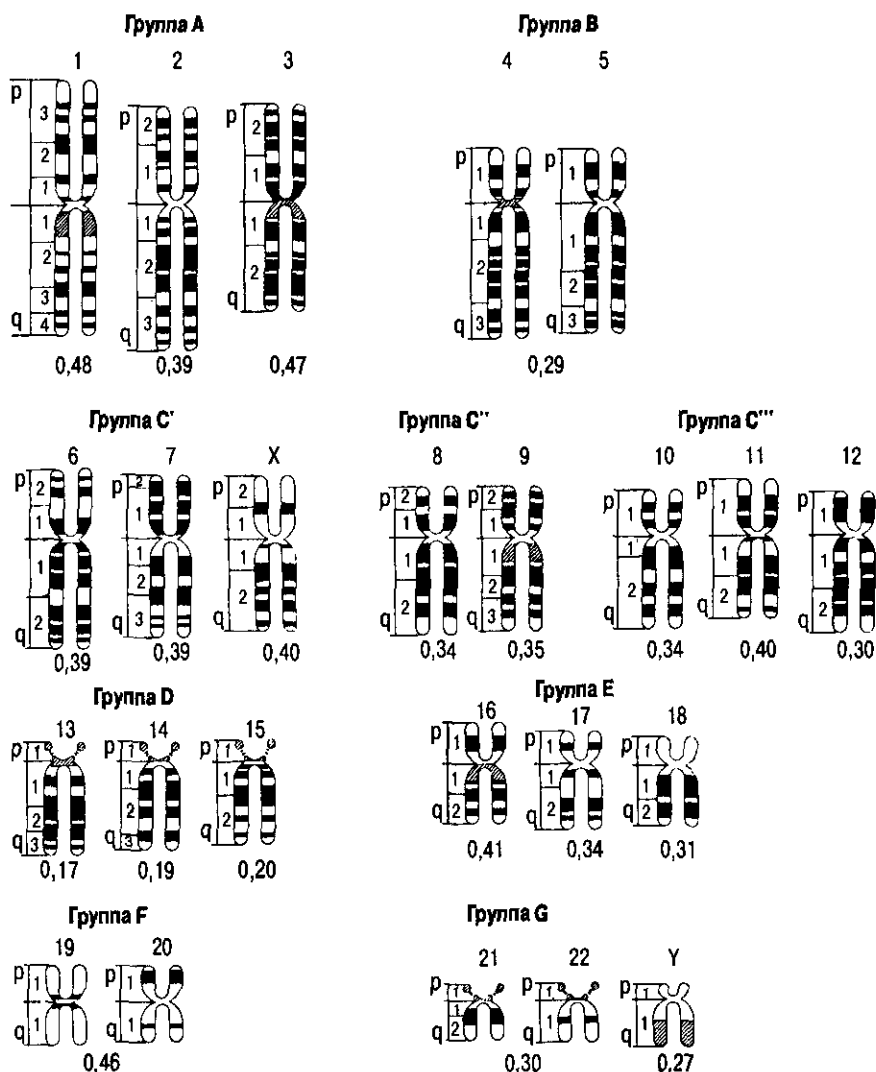 Группа A Группа B
1 2 3 4 5
p 3 2 1 1 2 3 q 4
p 2 1 1 2 q 3
p 2 1 1 2 q
p 1 1 2 q 3
p 1 1 2 q 3
0,48 0,39 0,47 0,29
Группа C' Группа C'' Группа C'''
6 7 X 8 9 10 11 12
p 2 1 1 q 2
p 2 1 1 2 q 3
p 2 1 1 2 q
p 2 1 1 2 q
p 2 1 1 2 q 3
p 1 1 2 q
p 1 1 2 q
p 1 1 2 q
0,39 0,39 0,40 0,34 0,35 0,34 0,40 0,30
Группа D Группа E
13 14 15 16 17 18
p 1 1 2 q 3
p 1 1 2 q 3
p 1 1 2 q
p 1 1 q 2
p 1 1 q 2
p 1 1 q 2
0,17 0,19 0,20 0,41 0,34 0,31
Группа F Группа G
19 20 21 22 Y
p 1 q 1
p 1 q 1
p 1 1 q 2
p 1 q 1
p 1 q 1
0,46 0,30 0,27